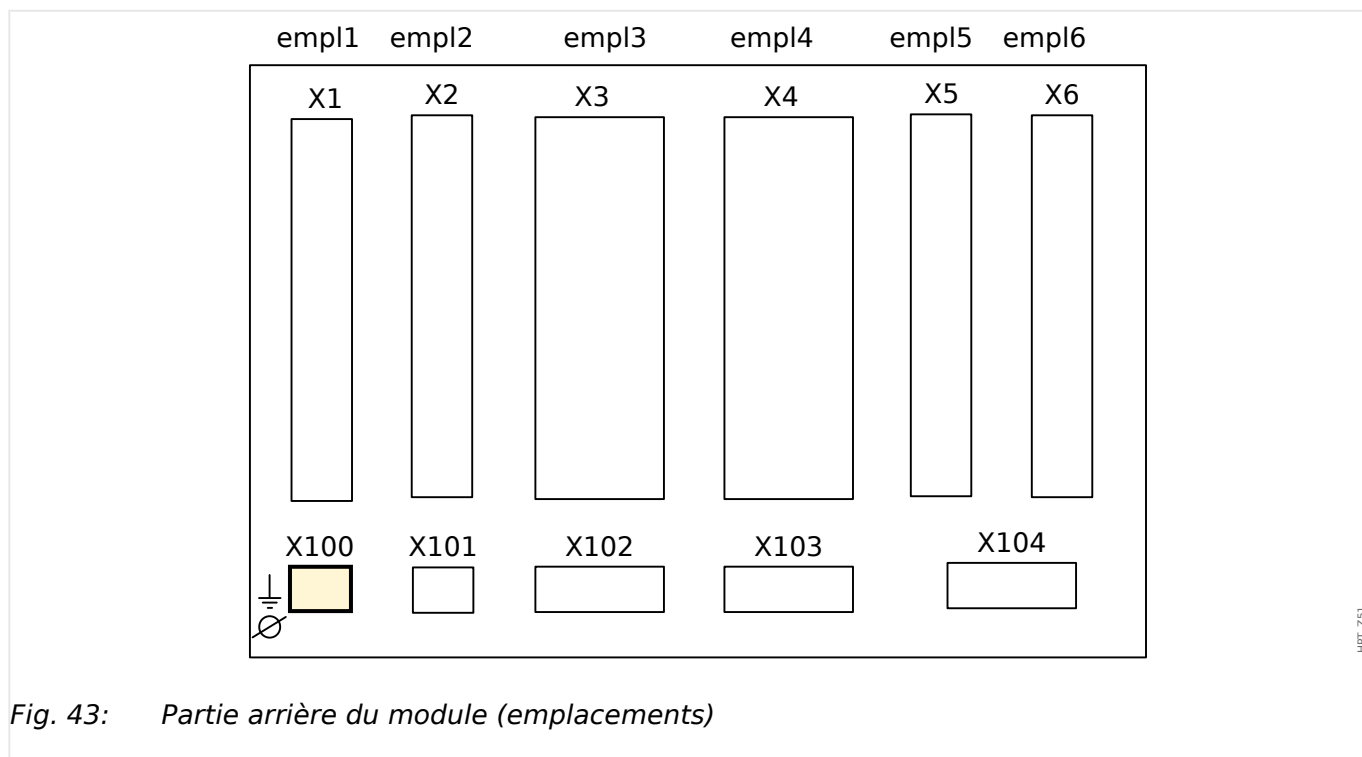 empl1 empl2 empl3 empl4 empl5 empl6
X1 X2 X3 X4 X5 X6
X100 X101 X102 X103 X104
HPT_Z51
Fig. 43: Partie arrière du module (emplacements)